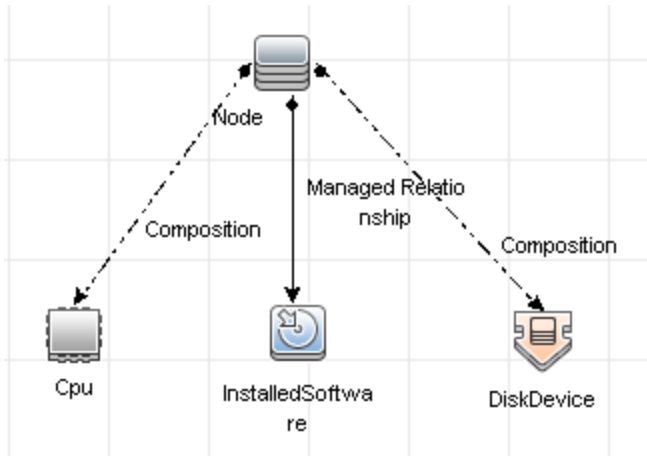 Node
Managed Relatio
nship
Composition
Composition
Cpu
InstalledSoftwa
re
DiskDevice